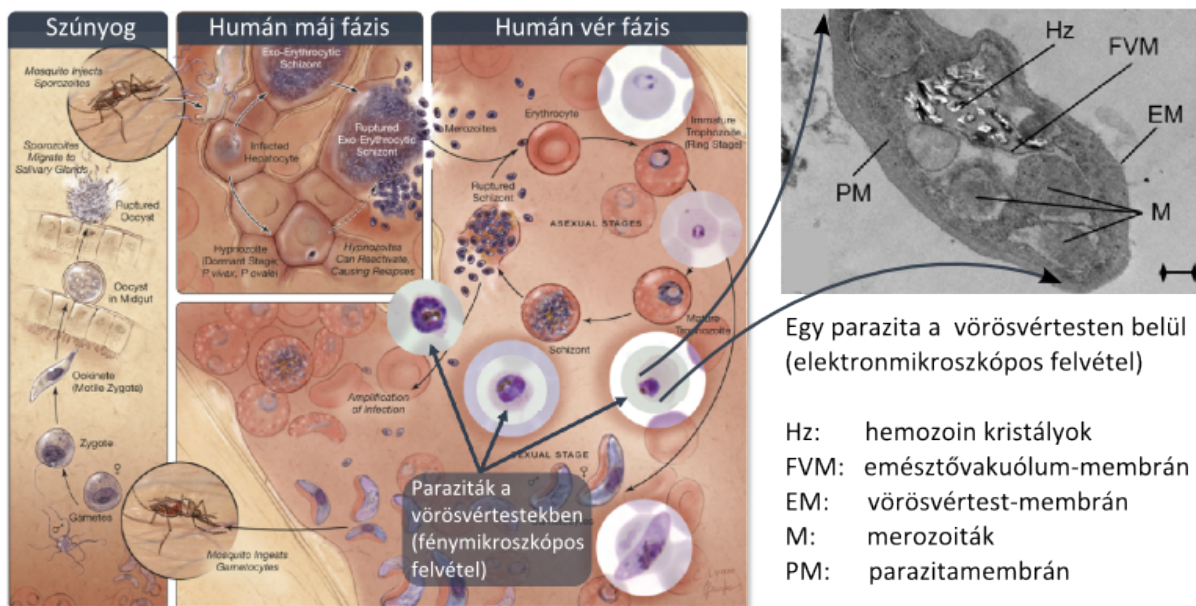 Szúnyog
Mosquito Injects
Sporozoites
Sporozoites
Migrate to
Salivary Glands
Ruptured
Oocyst
Oocyst
in Midgut
Ookinete
(Motile Zygote)
Zygote
♀
Gametes
♂
Humán máj fázis
Exo-Erythrocytic
Schizont
Infected
Hepatocyte
Ruptured
Exo-Erythrocytic
Schizont
Hypnozoite
(Dormant Stage;
P vivax, P ovale)
Hypnozoites
Can Reactivate,
Causing Relapses
Humán vér fázis
Merozoites
Erythrocyte
Immature
Trophozoite
(Ring Stage)
Ruptured
Schizont
ASEXUAL STAGES
Mature
Trophozoite
Schizont
Amplification
of Infection
SEXUAL STAGE
♂
♀
Mosquito Ingests
Gametocytes
Paraziták a
vörösvértestekben
(fénymikroszkópos
felvétel)
Hz
FVM
EM
PM
M
Egy parazita a vörösvértesten belül
(elektronmikroszkópos felvétel)
Hz: hemozoin kristályok
FVM: emésztővakuólum-membrán
EM: vörösvértest-membrán
M: merozoiták
PM: parazitamembrán